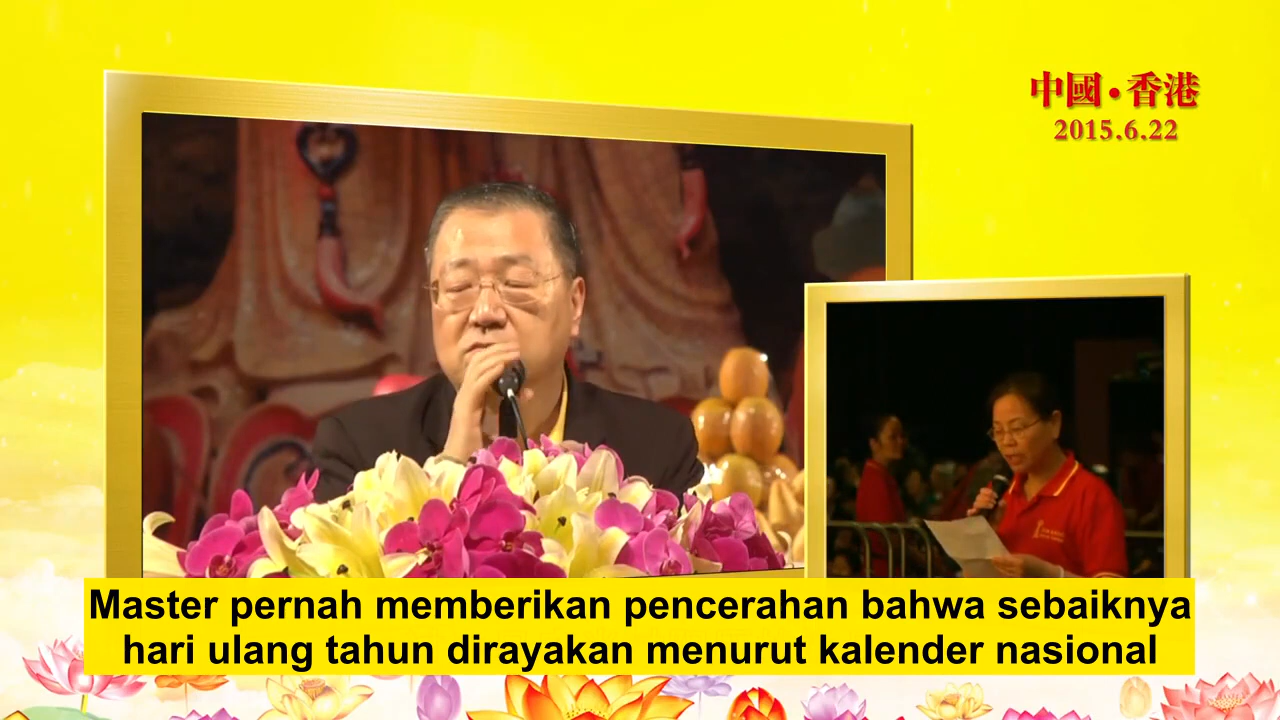 中國•香港
2015.6.22
Master pernah memberikan pencerahan bahwa sebaiknya
hari ulang tahun dirayakan menurut kalender nasional